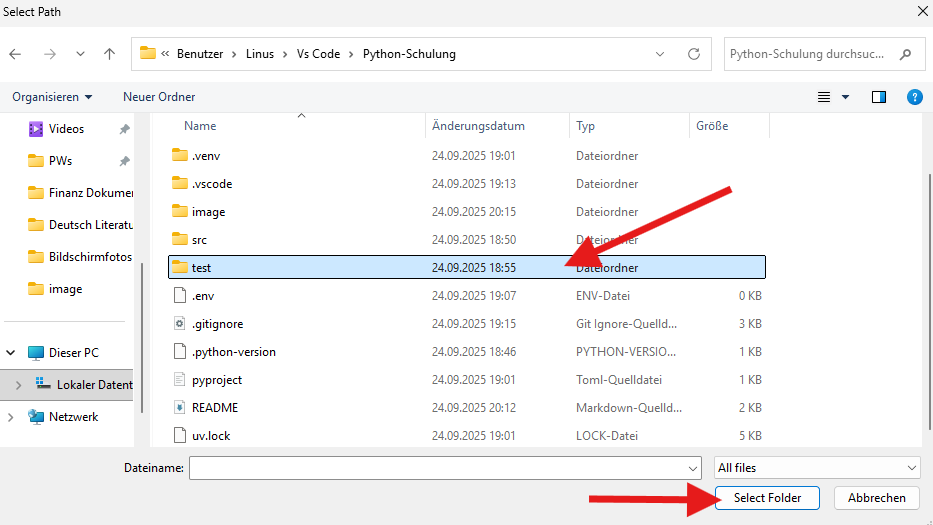 Select Path
« Benutzer > Linus > Vs Code > Python-Schulung
Python-Schulung durchsuc...
Organisieren
Neuer Ordner
Videos
PWs
Finanz Dokumen
Deutsch Literatu
Bildschirmfotos
image
Dieser PC
Lokaler Datent
Netzwerk
Name Änderungsdatum Typ Größe
.venv 24.09.2025 19:01 Dateiordner
.vscode 24.09.2025 19:13 Dateiordner
image 24.09.2025 20:15 Dateiordner
src 24.09.2025 18:50 Dateiordner
test 24.09.2025 18:55 Dateiordner
.env 24.09.2025 19:07 ENV-Datei 0 KB
.gitignore 24.09.2025 19:15 Git Ignore-Quelld... 3 KB
.python-version 24.09.2025 18:46 PYTHON-VERSIO... 1 KB
pyproject 24.09.2025 19:01 Toml-Quelldatei 1 KB
README 24.09.2025 20:12 Markdown-Quelld... 2 KB
uv.lock 24.09.2025 19:01 LOCK-Datei 5 KB
Dateiname:
All files
Select Folder
Abbrechen